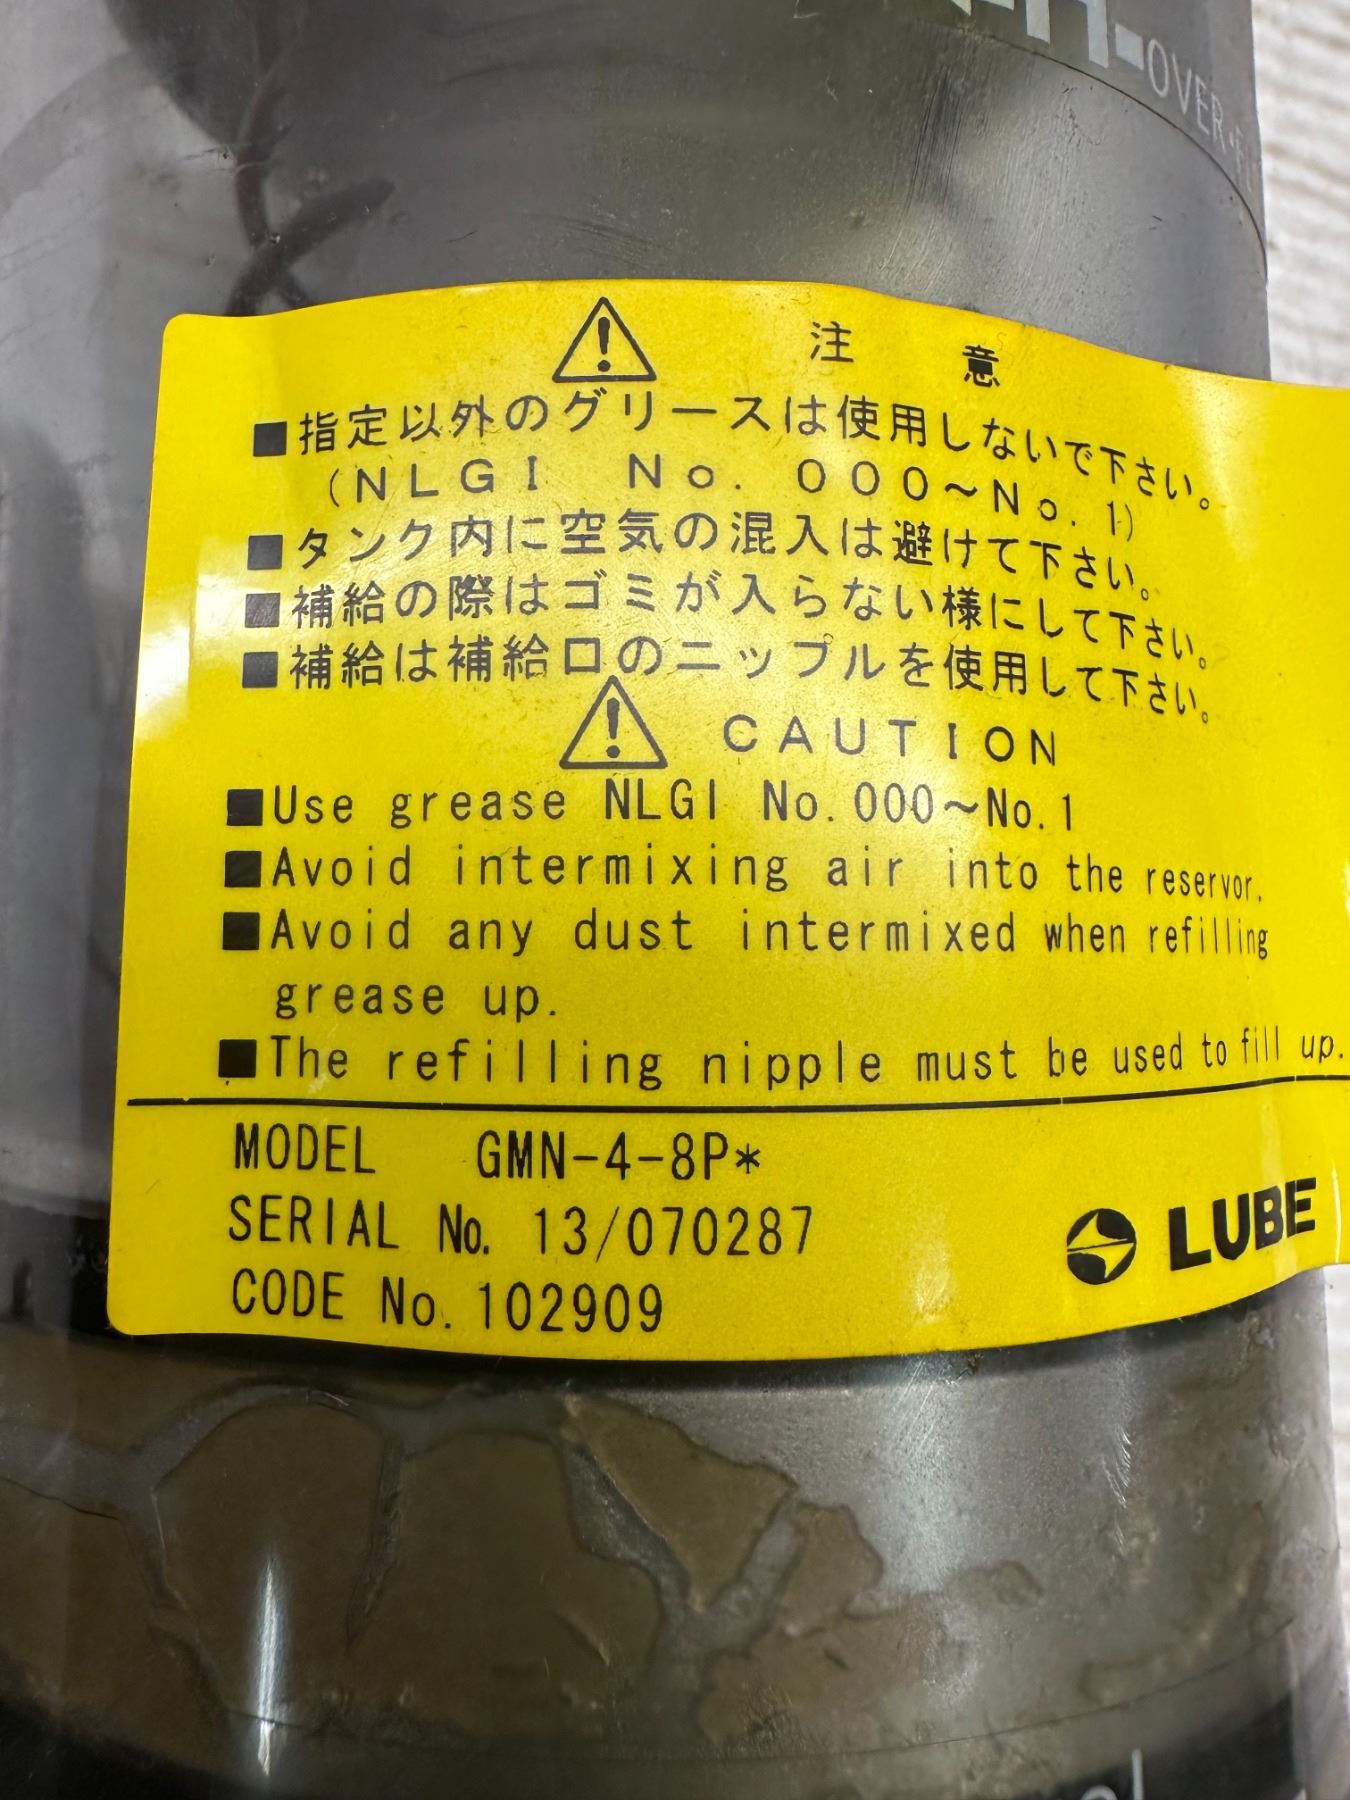 OVER
注意
■指定以外のグリースは使用しないで下さい。
(NLGI No. 000~No. 1)
■タンク内に空気の混入は避けて下さい。
■補給の際はゴミが入らない様にして下さい。
■補給は補給口のニップルを使用して下さい。
CAUTION
■Use grease NLGI No.000~No.1
■Avoid intermixing air into the reservor.
■Avoid any dust intermixed when refilling
grease up.
■The refilling nipple must be used to fill up.
MODEL GMN-4-8P*
SERIAL No. 13/070287
LUBE
CODE No. 102909